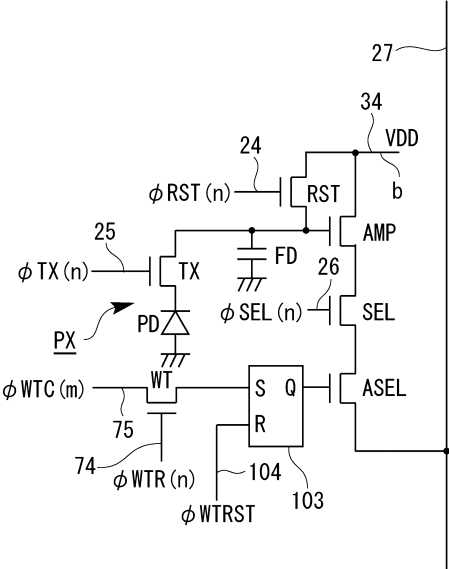 27
34
VDD
24
b
φRST(n)
RST
25
AMP
FD
φTX(n)
TX
26
φSEL(n)
SEL
PD
PX
WT
φWTC(m)
S Q
ASEL
75
R
74
104
φWTR(n)
103
φWTRST